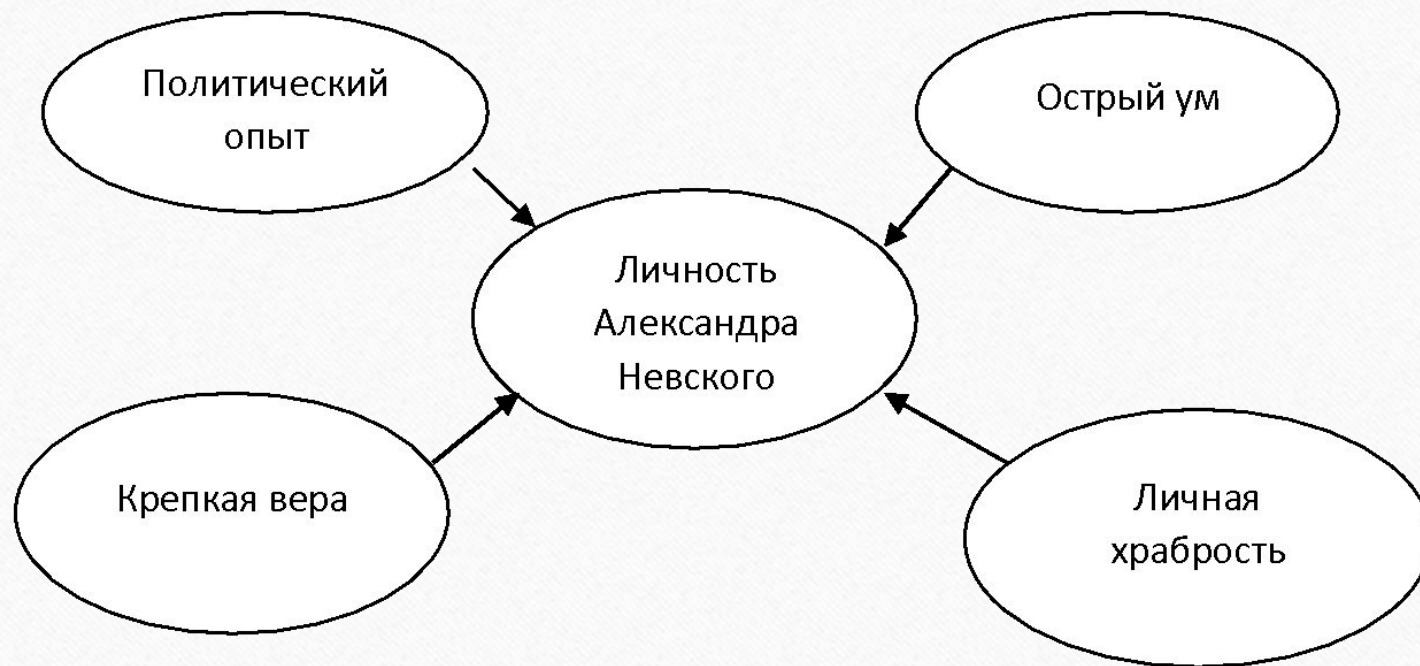 Политический
опыт
Острый ум
Личность
Александра
Невского
Крепкая вера
Личная
храбрость